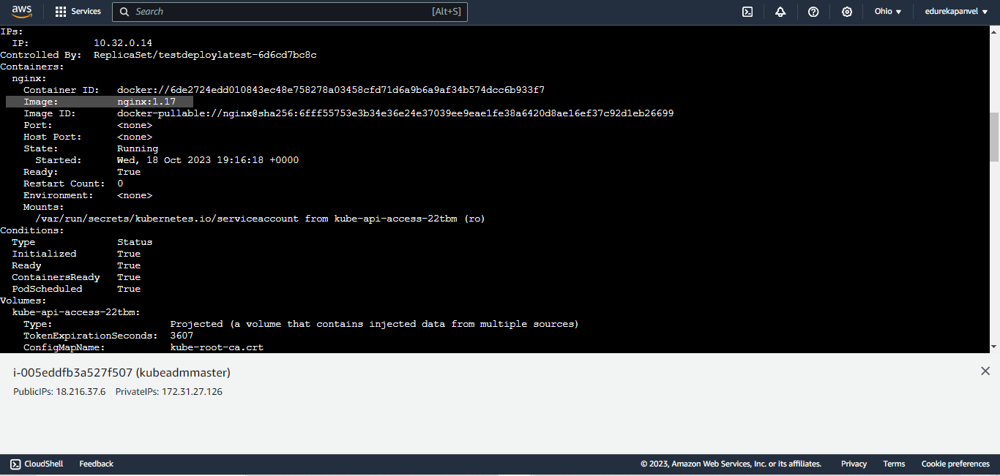 aws Services Search [Alt+S] Ohio edurekapanvel
IPs:
IP: 10.32.0.14
Controlled By: ReplicaSet/testdeploylatest-6d6cd7bc8c
Containers:
nginx:
Container ID: docker://6de2724edd010843ec48e758278a03458cfd71d6a9b6a9af34b574dcc6b933f7
Image: nginx:1.17
Image ID: docker-pullable://nginx@sha256:6fff55753e3b34e36e24e37039ee9eae1fe38a6420d8ae16ef37c92d1eb26699
Port: <none>
Host Port: <none>
State: Running
Started: Wed, 18 Oct 2023 19:16:18 +0000
Ready: True
Restart Count: 0
Environment: <none>
Mounts:
/var/run/secrets/kubernetes.io/serviceaccount from kube-api-access-22tbm (ro)
Conditions:
Type Status
Initialized True
Ready True
ContainersReady True
PodScheduled True
Volumes:
kube-api-access-22tbm:
Type: Projected (a volume that contains injected data from multiple sources)
TokenExpirationSeconds: 3607
ConfigMapName: kube-root-ca.crt
i-005eddfb3a527f507 (kubeadmmaster)
PublicIPs: 18.216.37.6 PrivateIPs: 172.31.27.126
CloudShell Feedback © 2023, Amazon Web Services, Inc. or its affiliates. Privacy Terms Cookie preferences